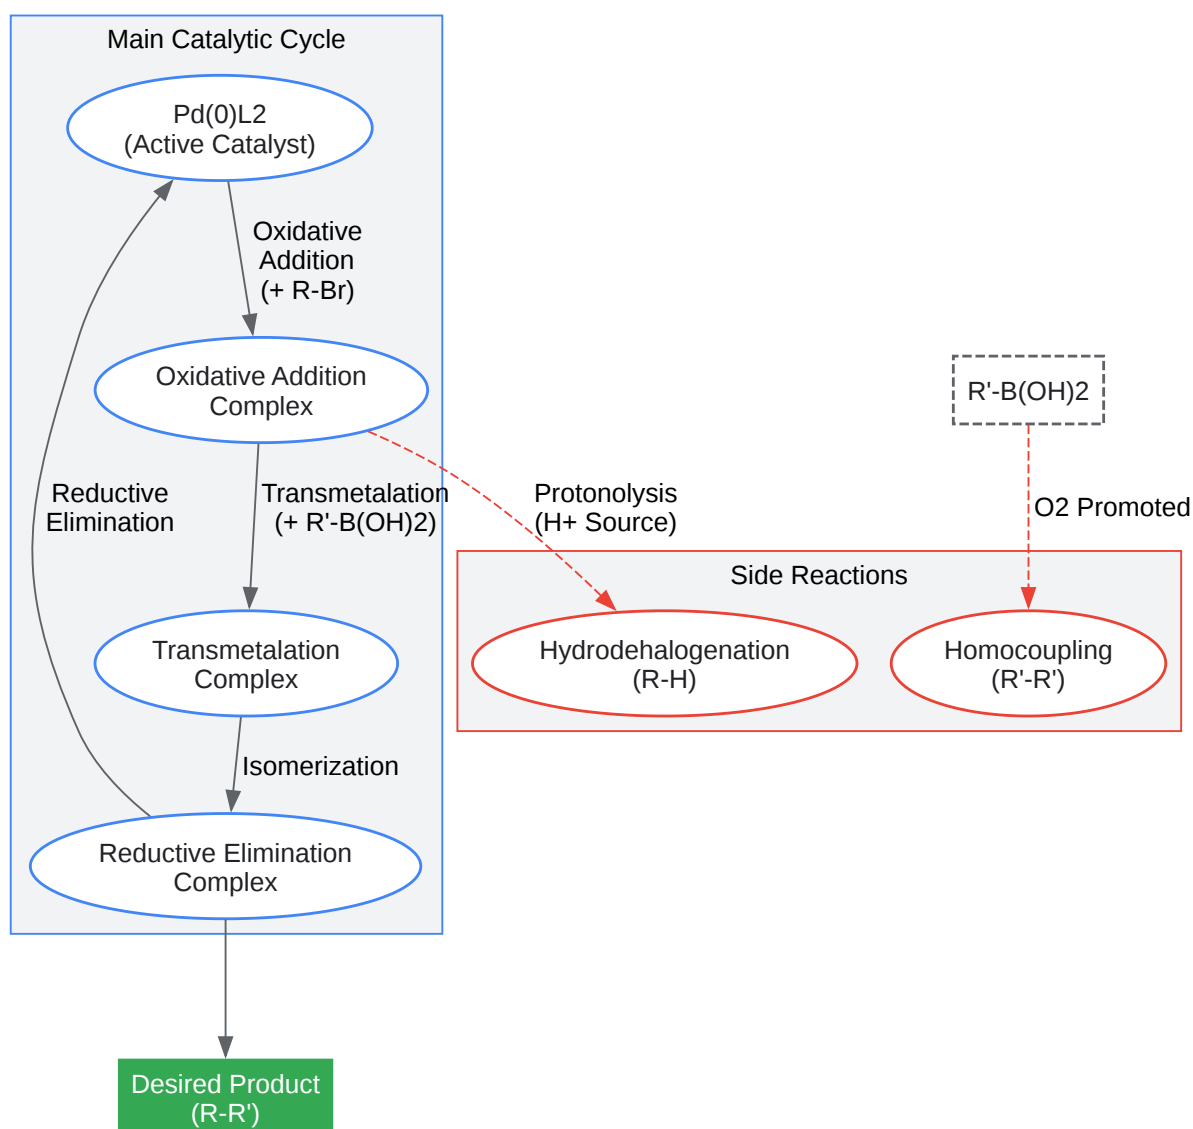 Main Catalytic Cycle
Pd(0)L2
(Active Catalyst)
Oxidative
Addition
(+ R-Br)
Oxidative Addition
Complex
R'-B(OH)2
Reductive
Elimination
Transmetalation
(+ R'-B(OH)2)
Protonolysis
(H+ Source)
O2 Promoted
Side Reactions
Transmetalation
Complex
Hydrodehalogenation
(R-H)
Homocoupling
(R'-R')
Isomerization
Reductive Elimination
Complex
Desired Product
(R-R')